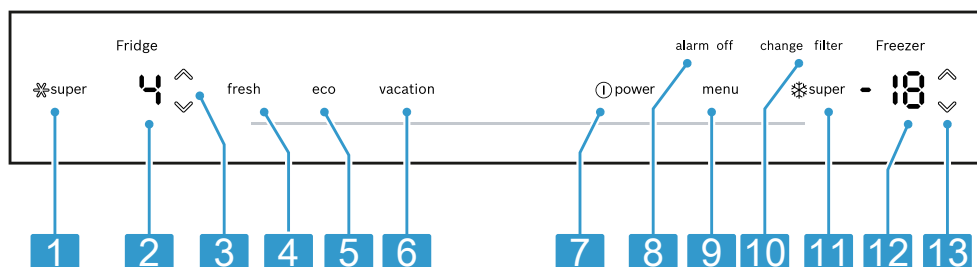 Fridge alarm off change filter Freezer
super 4 fresh eco vacation power menu super -18
1 2 3 4 5 6 7 8 9 10 11 12 13